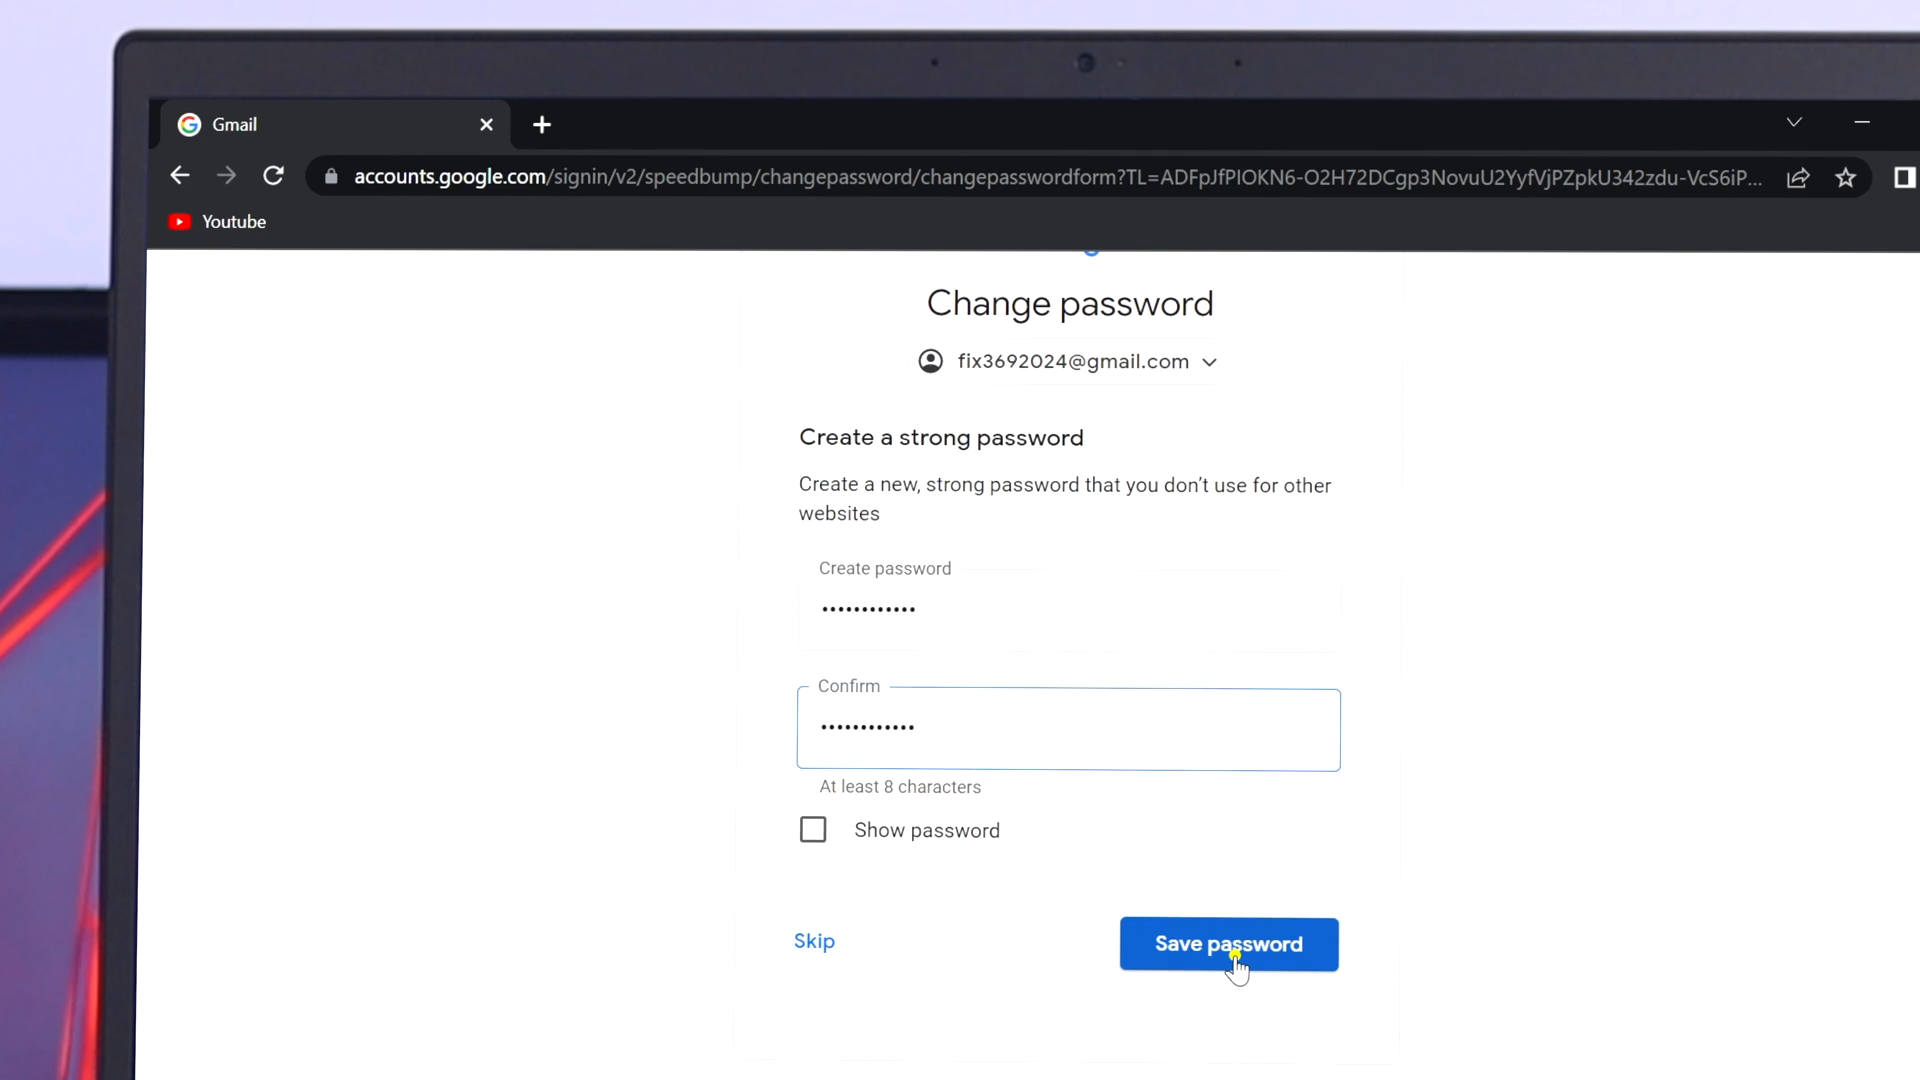 Gmail
accounts.google.com/signin/v2/speedbump/changepassword/changepasswordform?TL=ADFpJfPIOKN6-O2H72DCgp3NovuU2YyfVjPZpkU342zdu-VcS6iP...
Youtube
Change password
fix3692024@gmail.com
Create a strong password
Create a new, strong password that you don't use for other
websites
Create password
••••••••••••
Confirm
••••••••••••
At least 8 characters
Show password
Skip
Save password